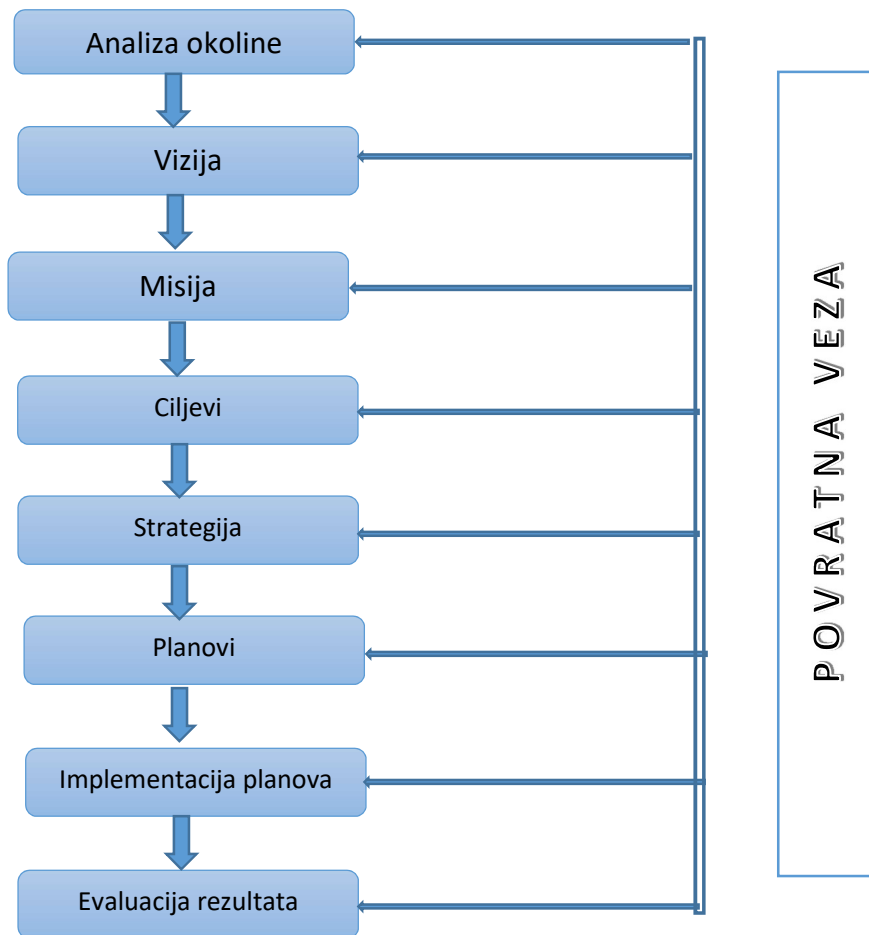 Analiza okoline
Vizija
Misija
Ciljevi
Strategija
Planovi
Implementacija planova
Evaluacija rezultata
POVRATNA VEZA